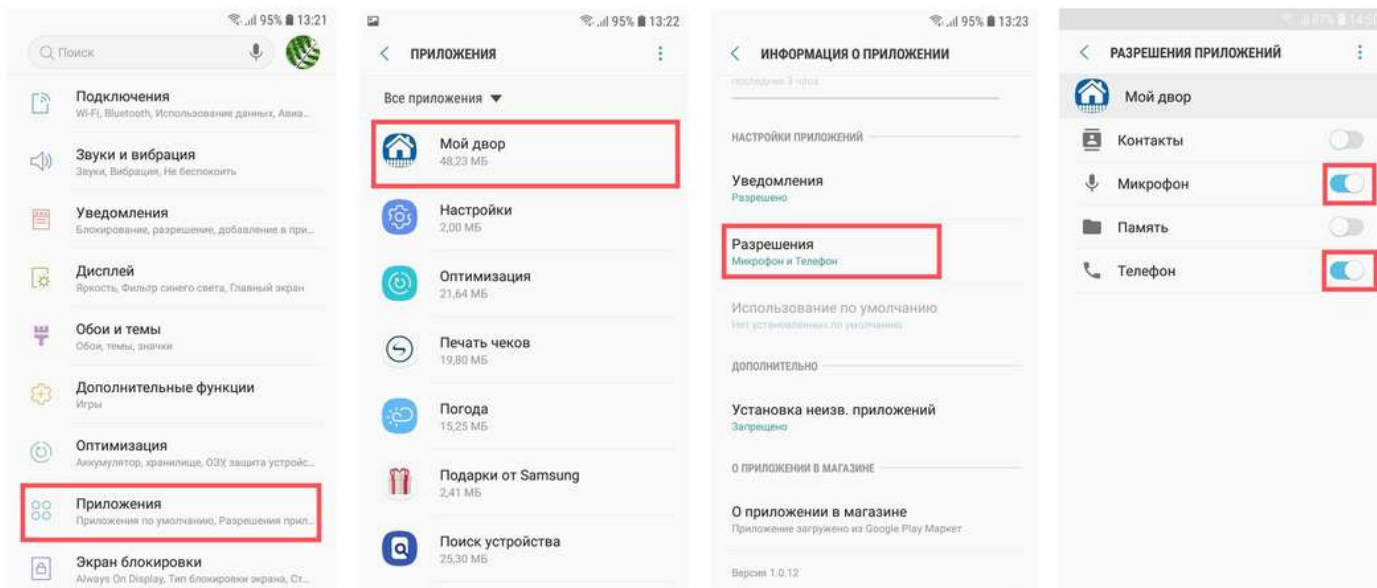 95% 13:21
Поиск
Подключения
Wi-Fi, Bluetooth, Использование данных, Авиа...
Звуки и вибрация
Звуки, Вибрация, Не беспокоить
Уведомления
Блокирование, разрешение, добавление в при...
Дисплей
Яркость, Фильтр синего света, Главный экран
Обои и темы
Обои, темы, значки
Дополнительные функции
Игры
Оптимизация
Аккумулятор, хранилище, ОЗУ, защита устройс...
Приложения
Приложения по умолчанию, Разрешения прил...
Экран блокировки
Always On Display, Тип блокировки экрана, Ст...
95% 13:22
ПРИЛОЖЕНИЯ
Все приложения
Мой двор
48,23 МБ
Настройки
2,00 МБ
Оптимизация
21,64 МБ
Печать чеков
19,80 МБ
Погода
15,25 МБ
Подарки от Samsung
2,41 МБ
Поиск устройства
25,30 МБ
95% 13:23
ИНФОРМАЦИЯ О ПРИЛОЖЕНИИ
последние 3 часа
НАСТРОЙКИ ПРИЛОЖЕНИЙ
Уведомления
Разрешено
Разрешения
Микрофон и Телефон
Использование по умолчанию
Нет установленных по умолчанию
ДОПОЛНИТЕЛЬНО
Установка неизв. приложений
Запрещено
О ПРИЛОЖЕНИИ В МАГАЗИНЕ
О приложении в магазине
Приложение загружено из Google Play Маркет
Версия 1.0.12
87% 14:50
РАЗРЕШЕНИЯ ПРИЛОЖЕНИЙ
Мой двор
Контакты
Микрофон
Память
Телефон